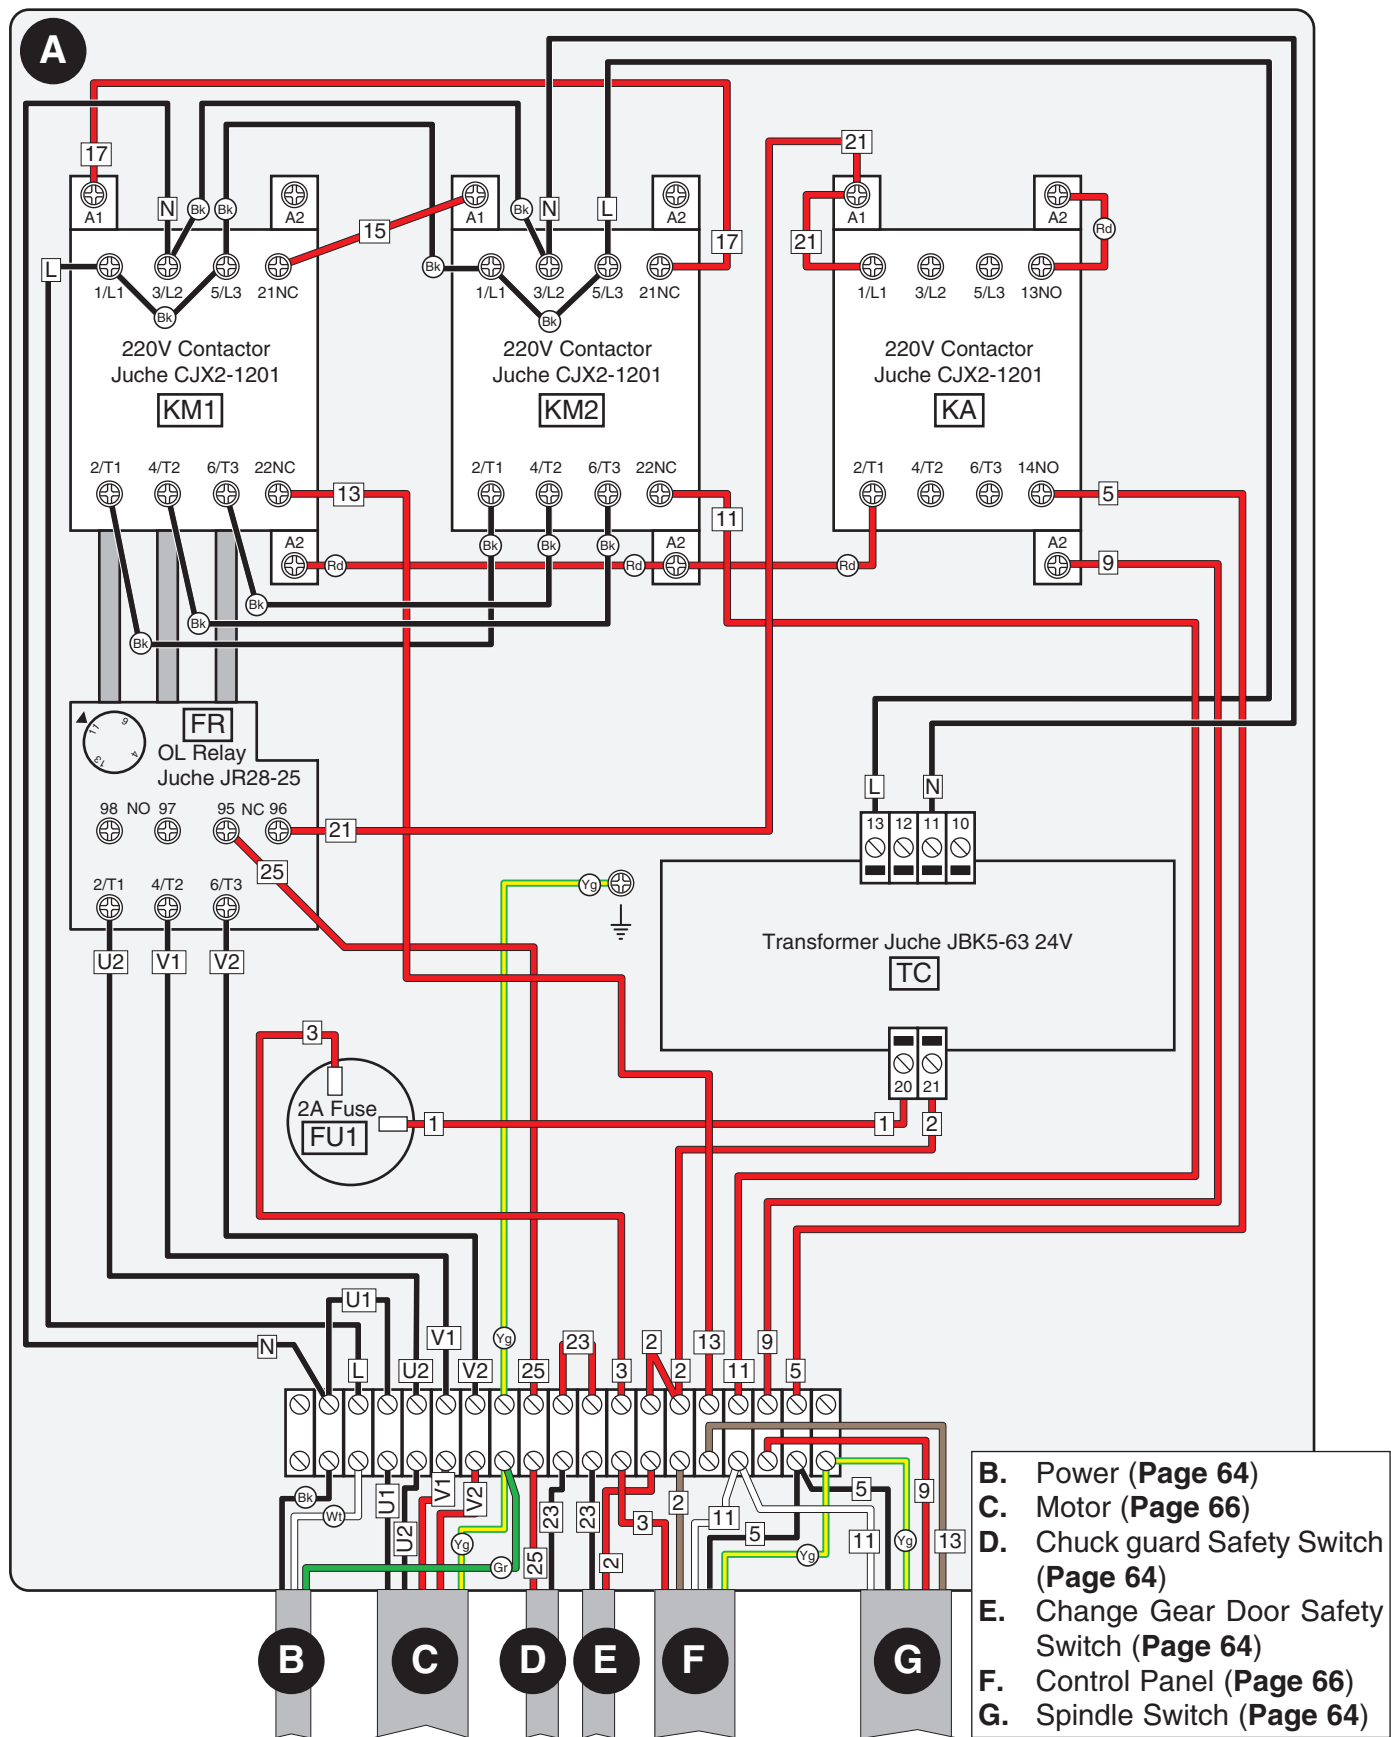 A
17
N
Bk
Bk
15
Bk
N
L
17
21
21
Rd
A1
A2
A1
A2
A1
A2
L
Bk
1/L1 3/L2 5/L3 21NC
1/L1 3/L2 5/L3 21NC
1/L1 3/L2 5/L3 13NO
Bk
Bk
220V Contactor
Juche CJX2-1201
KM1
220V Contactor
Juche CJX2-1201
KM2
220V Contactor
Juche CJX2-1201
KA
2/T1 4/T2 6/T3 22NC
2/T1 4/T2 6/T3 22NC
2/T1 4/T2 6/T3 14NO
13
11
5
A2
Rd
Bk
Bk
Bk
Rd
A2
Rd
A2
9
Bk
Bk
Bk
11
9
13
4
FR
OL Relay
Juche JR28-25
98 NO 97
95 NC 96
21
25
2/T1 4/T2 6/T3
U2
V1
V2
Yg
L
N
13 12 11 10
Transformer Juche JBK5-63 24V
TC
20 21
1
2
3
2A Fuse
FU1
1
U1
N
L
U2
V1
V2
Yg
25
23
3
2
2
13
11
9
5
Bk
Wt
U1
U2
V1
V2
Yg
Gr
25
23
23
2
3
2
11
5
Yg
5
11
Yg
9
13
B
C
D
E
F
G
B. Power (Page 64)
C. Motor (Page 66)
D. Chuck guard Safety Switch
(Page 64)
E. Change Gear Door Safety
Switch (Page 64)
F. Control Panel (Page 66)
G. Spindle Switch (Page 64)